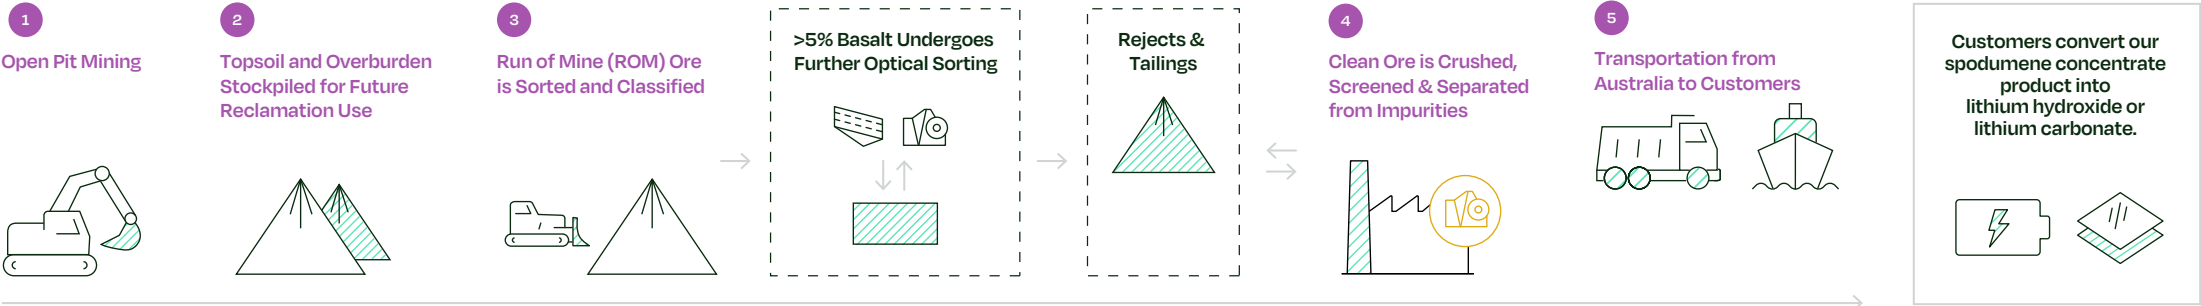 1
Open Pit Mining
2
Topsoil and Overburden
Stockpiled for Future
Reclamation Use
3
Run of Mine (ROM) Ore
is Sorted and Classified
>5% Basalt Undergoes
Further Optical Sorting
Rejects &
Tailings
4
Clean Ore is Crushed,
Screened & Separated
from Impurities
5
Transportation from
Australia to Customers
Customers convert our
spodumene concentrate
product into
lithium hydroxide or
lithium carbonate.